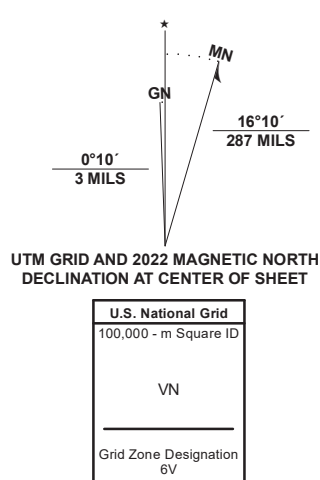 ★
MN
GN
16°10´
287 MILS
0°10´
3 MILS
UTM GRID AND 2022 MAGNETIC NORTH
DECLINATION AT CENTER OF SHEET
U.S. National Grid
100,000 - m Square ID
VN
Grid Zone Designation
6V